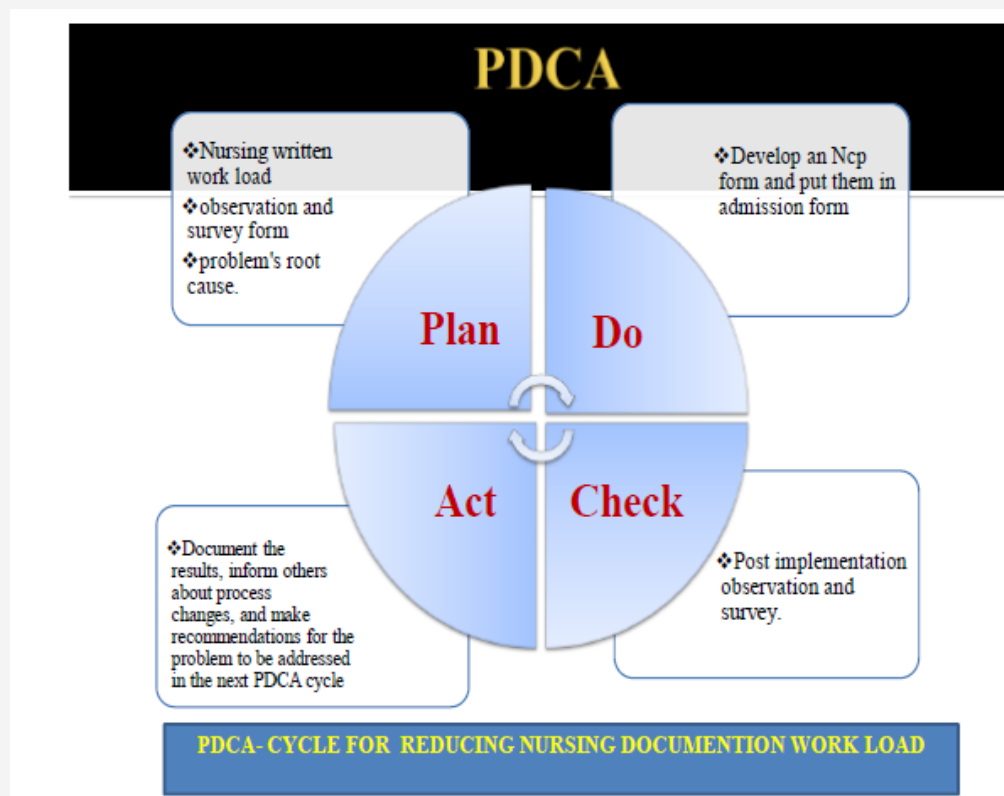 PDCA
❖Nursing written
work load
❖observation and
survey form
❖problem's root
cause.
❖Develop an Ncp
form and put them in
admission form
Plan
Do
Act
Check
❖Document the
results, inform others
about process
changes, and make
recommendations for the
problem to be addressed
in the next PDCA cycle
❖Post implementation
observation and
survey.
PDCA- CYCLE FOR REDUCING NURSING DOCUMENTION WORK LOAD